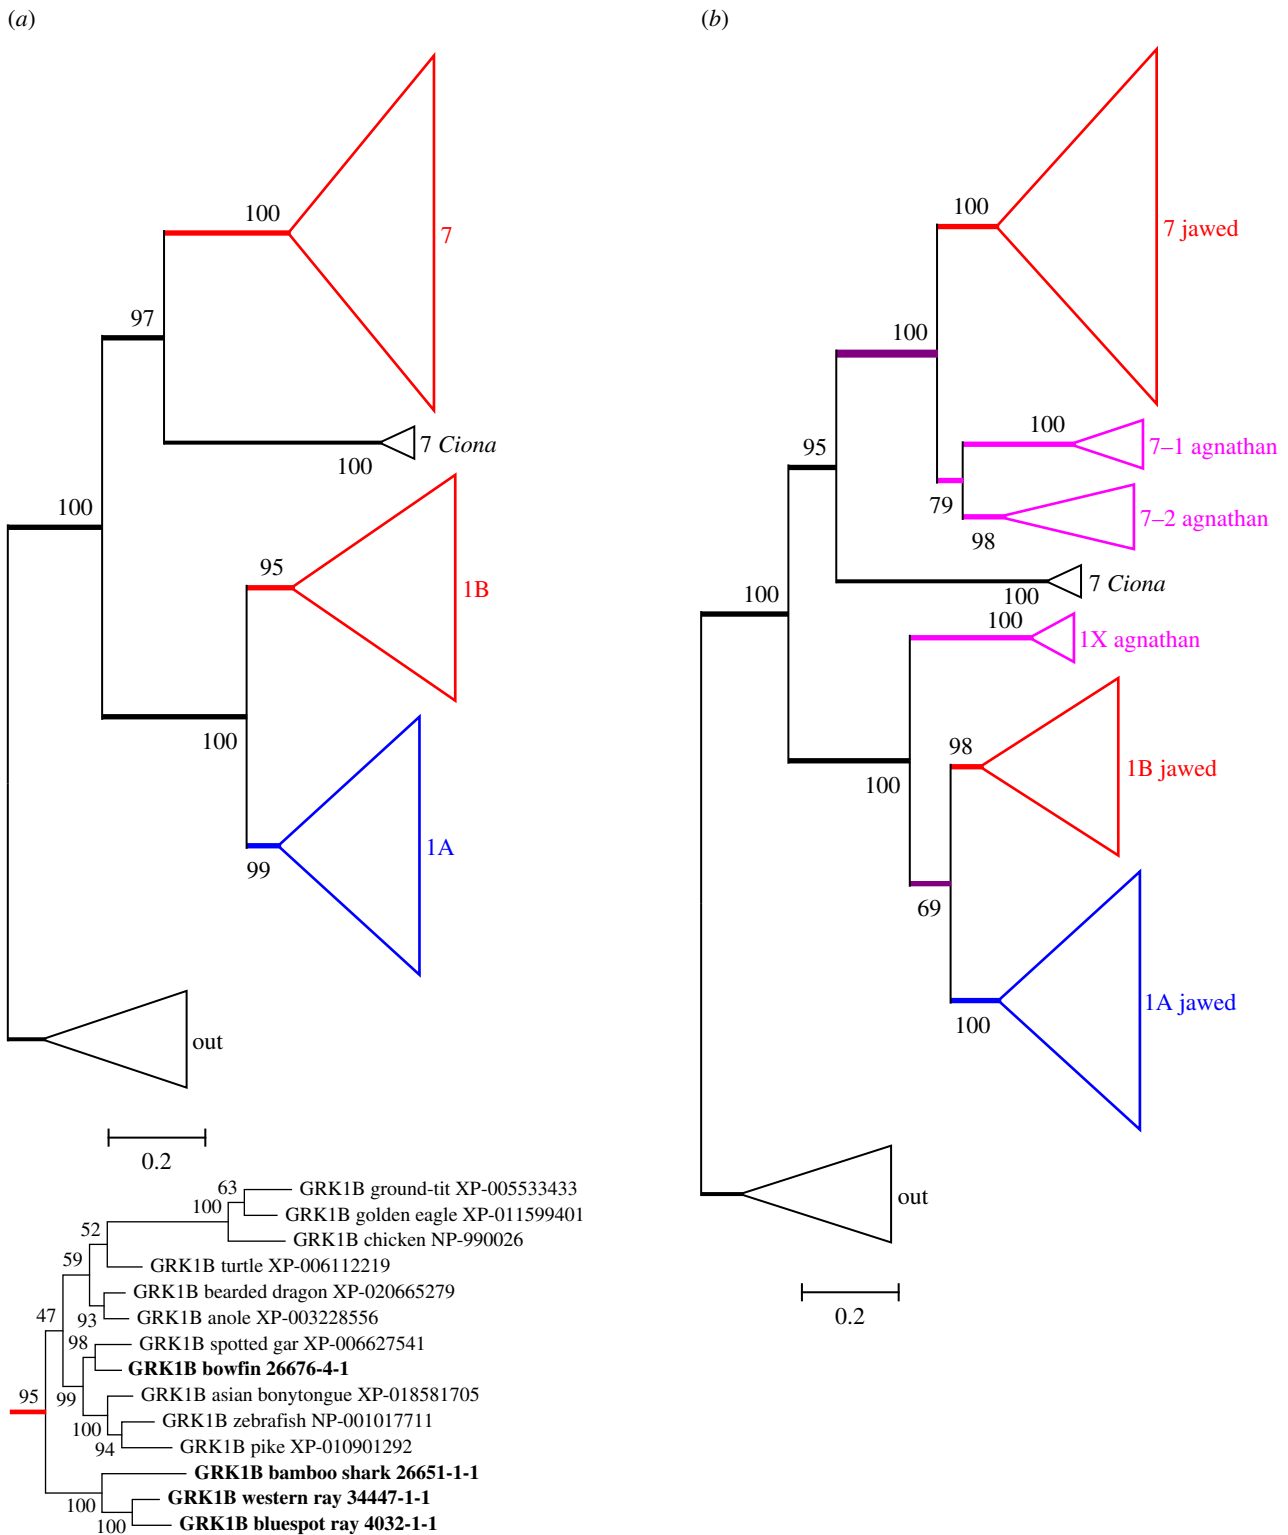 (a)
100
7
97
7 Ciona
100
100
95
1B
100
1A
99
out
0.2
63
GRK1B ground-tit XP-005533433
100
GRK1B golden eagle XP-011599401
52
GRK1B chicken NP-990026
59
GRK1B turtle XP-006112219
GRK1B bearded dragon XP-020665279
93
GRK1B anole XP-003228556
47
98
GRK1B spotted gar XP-006627541
GRK1B bowfin 26676-4-1
95
99
GRK1B asian bonytongue XP-018581705
100
GRK1B zebrafish NP-001017711
94
GRK1B pike XP-010901292
GRK1B bamboo shark 26651-1-1
100
GRK1B western ray 34447-1-1
100
GRK1B bluespot ray 4032-1-1
(b)
100
7 jawed
100
100
7–1 agnathan
95
79
7–2 agnathan
98
7 Ciona
100
100
100
1X agnathan
98
1B jawed
100
69
1A jawed
100
out
0.2